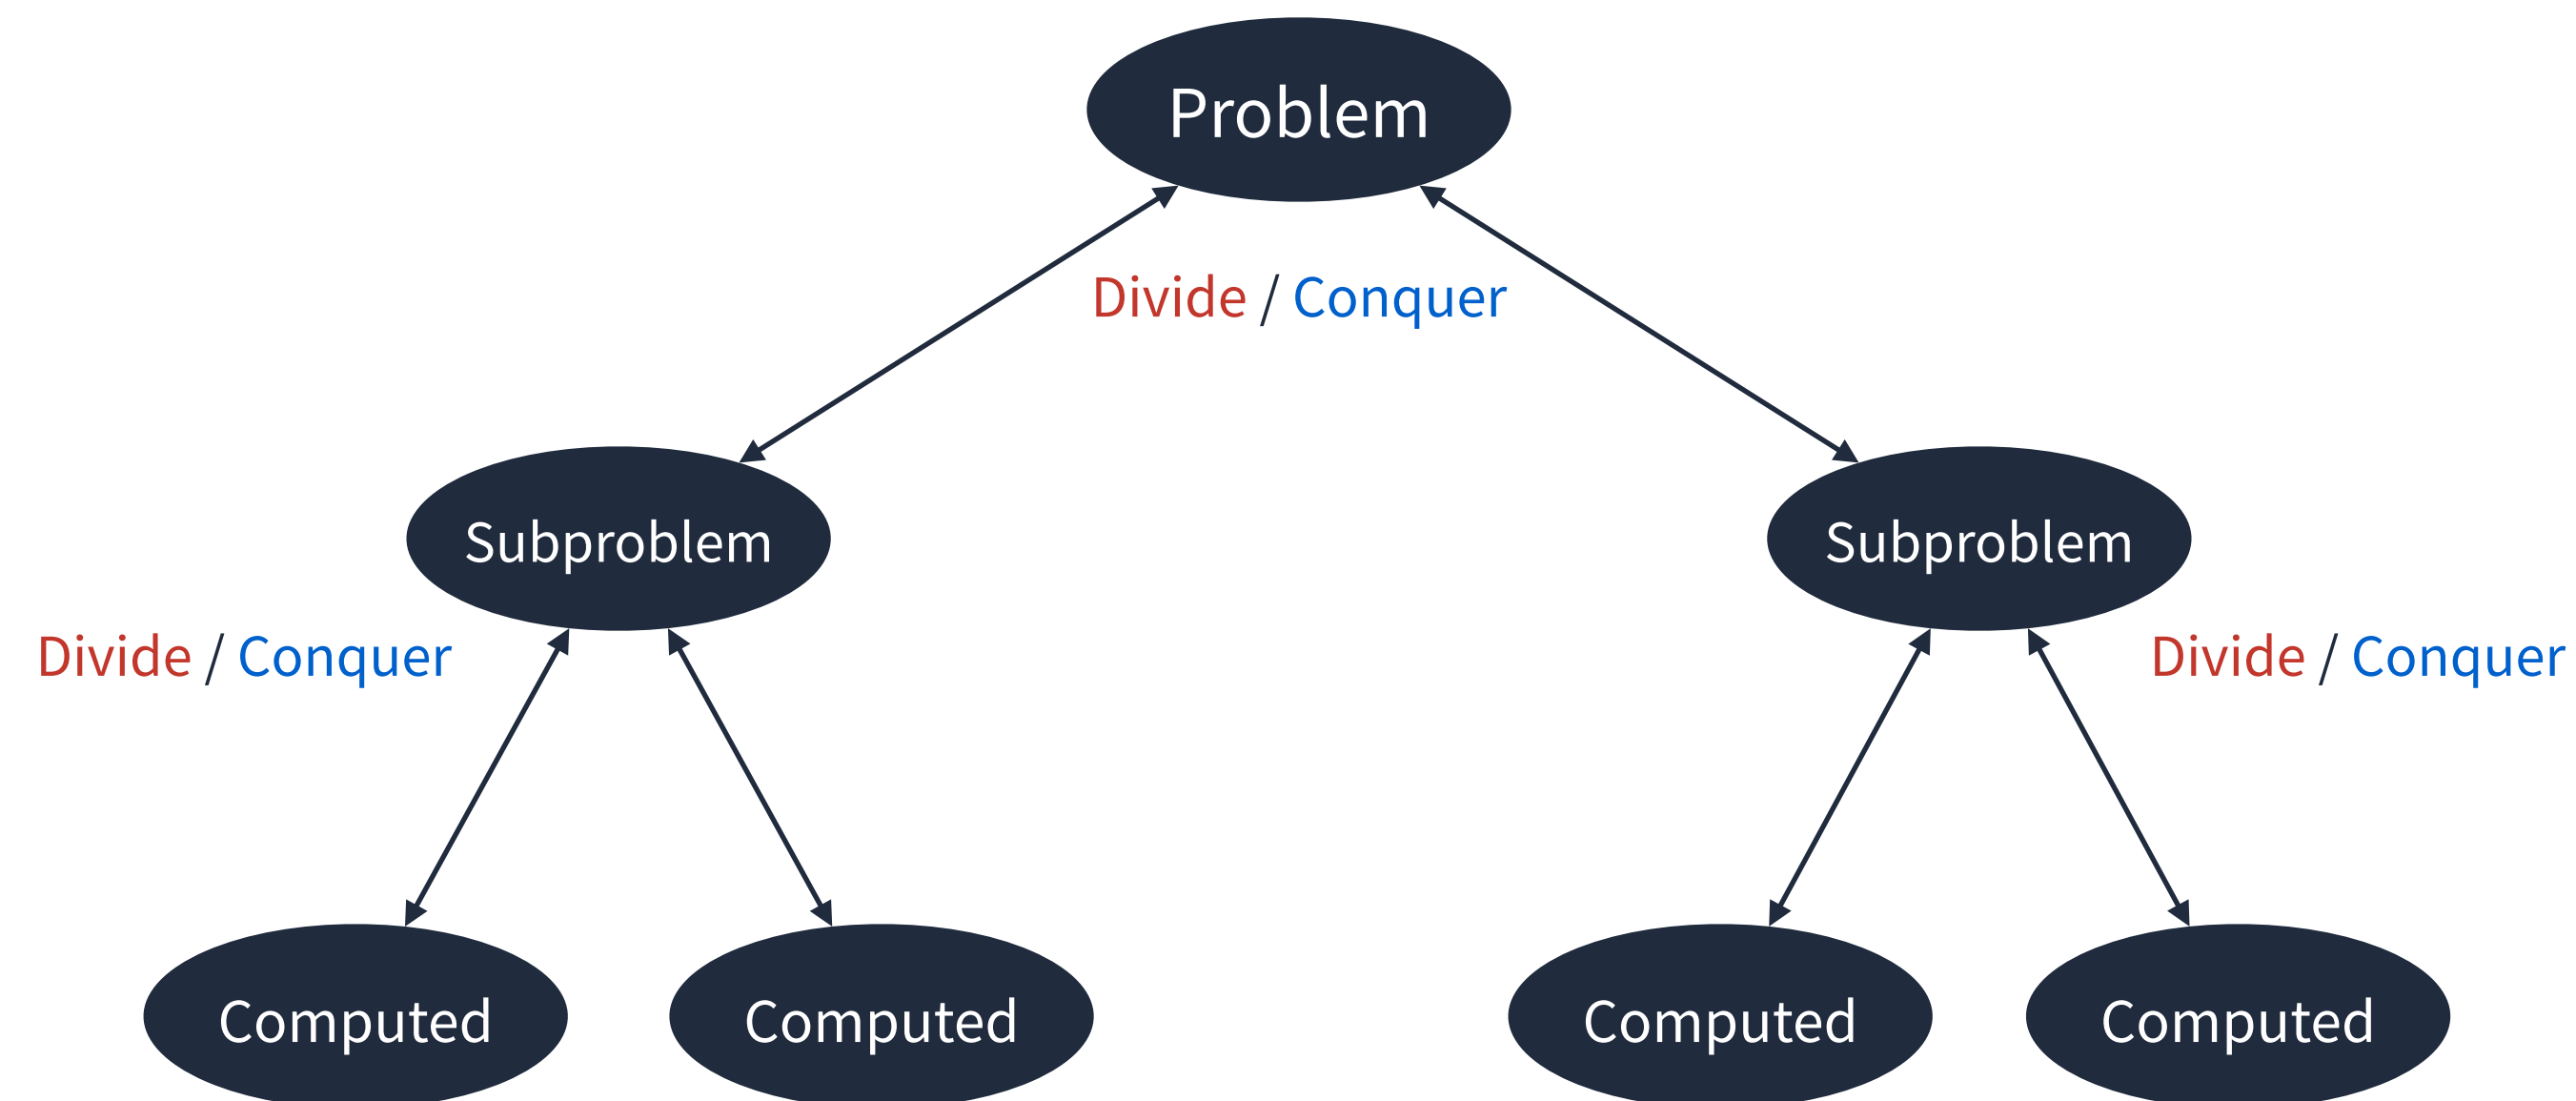 Problem
Divide / Conquer
Subproblem
Subproblem
Divide / Conquer
Divide / Conquer
Computed
Computed
Computed
Computed